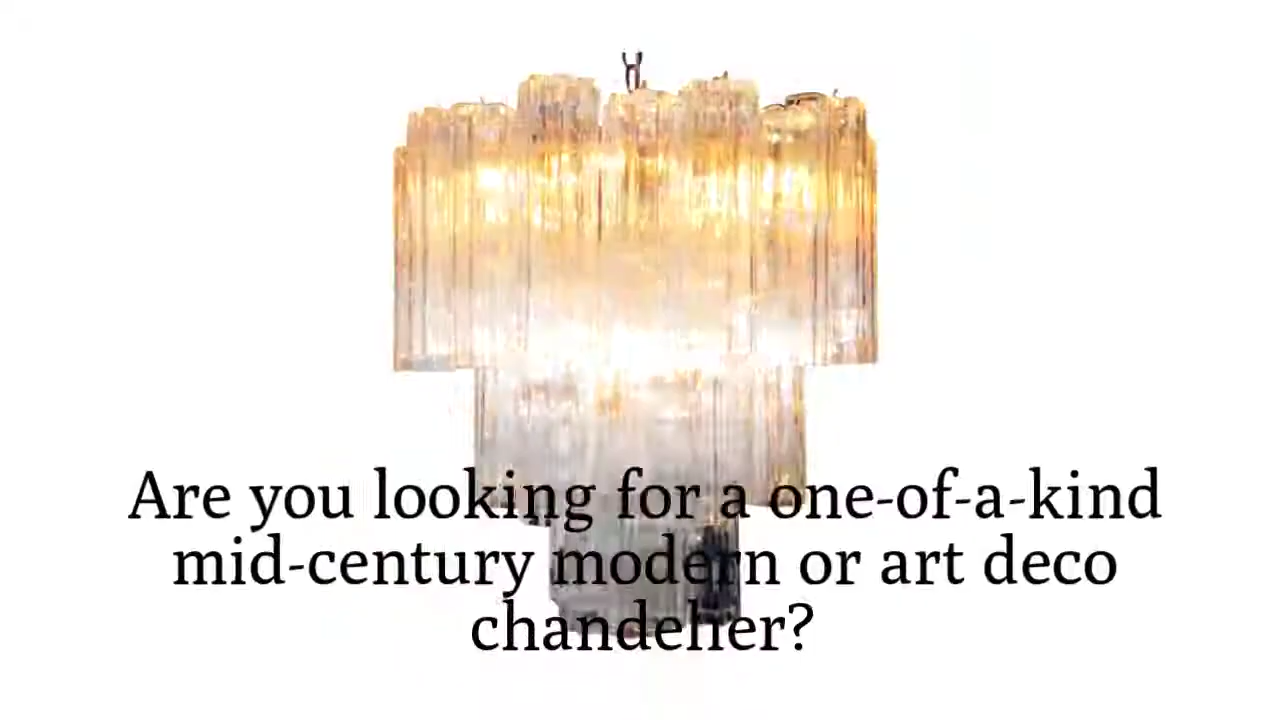 Are you looking for a one-of-a-kind
mid-century modern or art deco
chandelier?